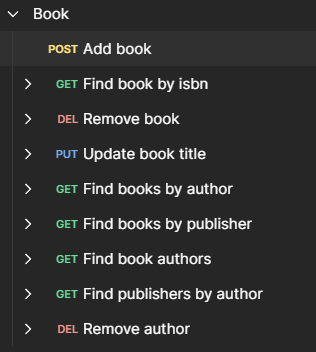 Book
POST Add book
GET Find book by isbn
DEL Remove book
PUT Update book title
GET Find books by author
GET Find books by publisher
GET Find book authors
GET Find publishers by author
DEL Remove author